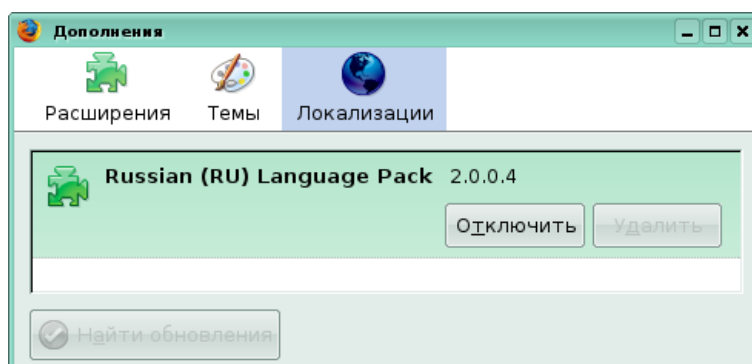 Дополнения
Расширения Темы Локализации
Russian (RU) Language Pack 2.0.0.4
Отключить Удалить
Найти обновления